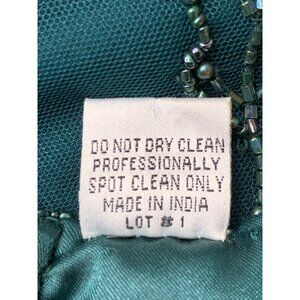 DO NOT DRY CLEAN
PROFESSIONALLY
SPOT CLEAN ONLY
MADE IN INDIA
LOT # 1